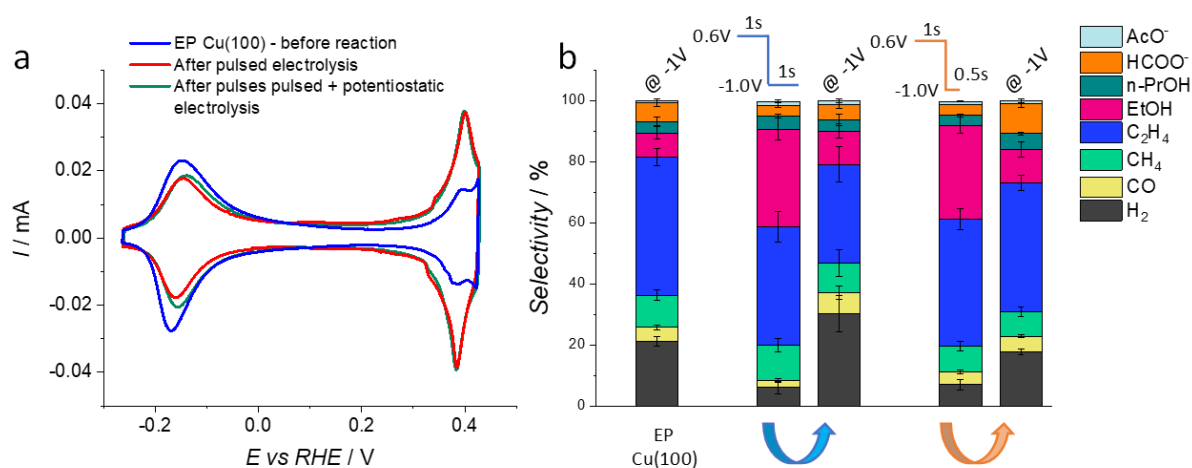 a
EP Cu(100) - before reaction
After pulsed electrolysis
After pulses pulsed + potentiostatic
electrolysis
0.04
0.02
0.00
-0.02
-0.04
I / mA
-0.2
0.0
0.2
0.4
E vs RHE / V
b
1s
0.6V
-1.0V
1s
1s
0.6V
-1.0V
0.5s
@ -1V
@ -1V
@ -1V
100
80
60
40
20
0
Selectivity / %
EP
Cu(100)
AcO⁻
HCOO⁻
n-PrOH
EtOH
C₂H₄
CH₄
CO
H₂